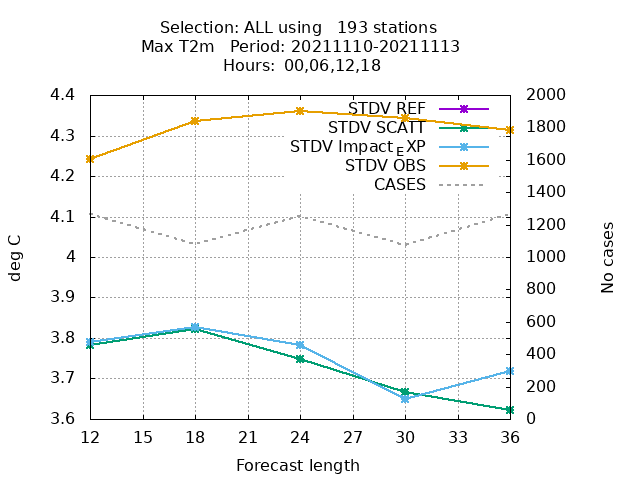 Selection: ALL using   193 stations
Max T2m   Period: 20211110-20211113
Hours:  00,06,12,18
4.4
4.3
4.2
4.1
4
3.9
3.8
3.7
3.6
2000
1800
1600
1400
1200
1000
800
600
400
200
0
STDV REF
STDV SCATT
STDV Impact_EXP
STDV OBS
CASES
deg C
No cases
12 15 18 21 24 27 30 33 36
Forecast length